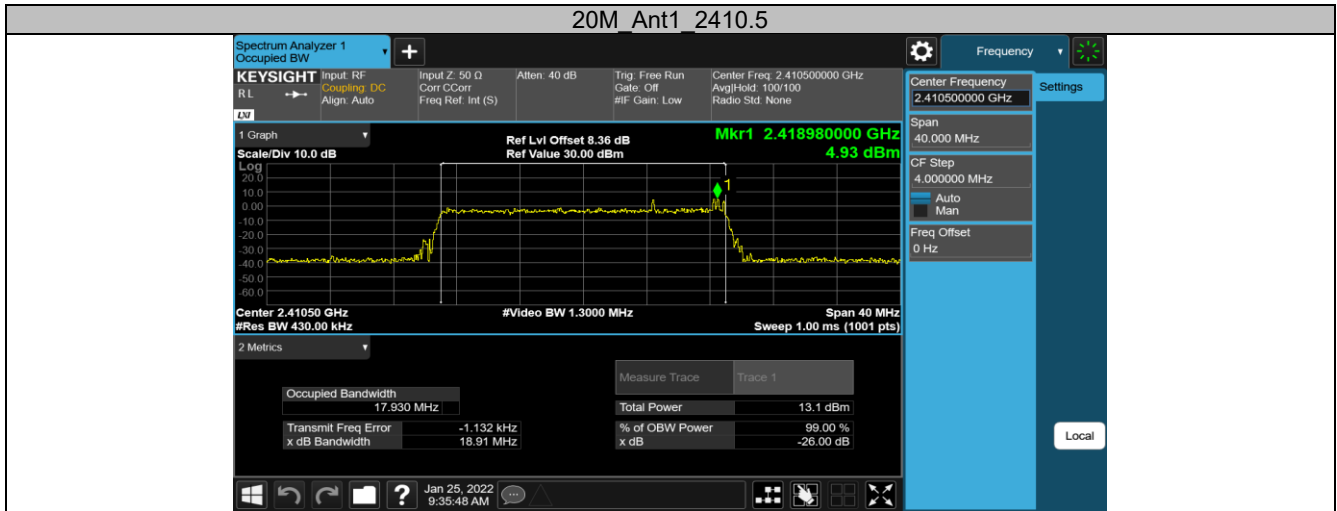 20M_Ant1_2410.5
Spectrum Analyzer 1
Occupied BW
+
Frequency
KEYSIGHT
R L
LXI
Input: RF
Coupling: DC
Align: Auto
Input Z: 50 Ω
Corr CCorr
Freq Ref: Int (S)
Atten: 40 dB
Trig: Free Run
Gate: Off
#IF Gain: Low
Center Freq: 2.410500000 GHz
Avg|Hold: 100/100
Radio Std: None
Center Frequency
2.410500000 GHz
Settings
Span
40.000 MHz
CF Step
4.000000 MHz
Auto
Man
Freq Offset
0 Hz
Local
1 Graph
Scale/Div 10.0 dB
Ref Lvl Offset 8.36 dB
Ref Value 30.00 dBm
Mkr1 2.418980000 GHz
4.93 dBm
Log
20.0
10.0
0.00
-10.0
-20.0
-30.0
-40.0
-50.0
-60.0
1
Center 2.41050 GHz
#Video BW 1.3000 MHz
Span 40 MHz
#Res BW 430.00 kHz
Sweep 1.00 ms (1001 pts)
2 Metrics
Measure Trace Trace 1
Occupied Bandwidth
17.930 MHz
Total Power 13.1 dBm
Transmit Freq Error -1.132 kHz
% of OBW Power 99.00 %
x dB Bandwidth 18.91 MHz
x dB -26.00 dB
?
Jan 25, 2022
9:35:48 AM